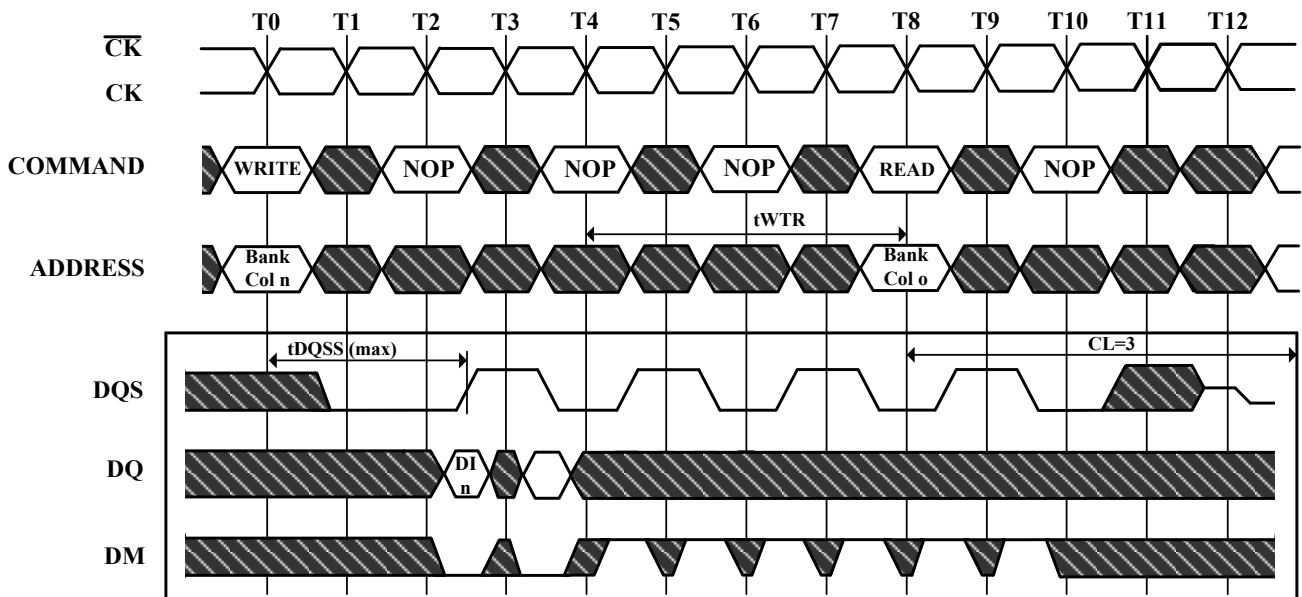 T0 T1 T2 T3 T4 T5 T6 T7 T8 T9 T10 T11 T12
CK
CK
COMMAND WRITE NOP NOP NOP READ NOP
tWTR
ADDRESS Bank Col n Bank Col o
tDQSS (max) CL=3
DQS
DQ DI n
DM